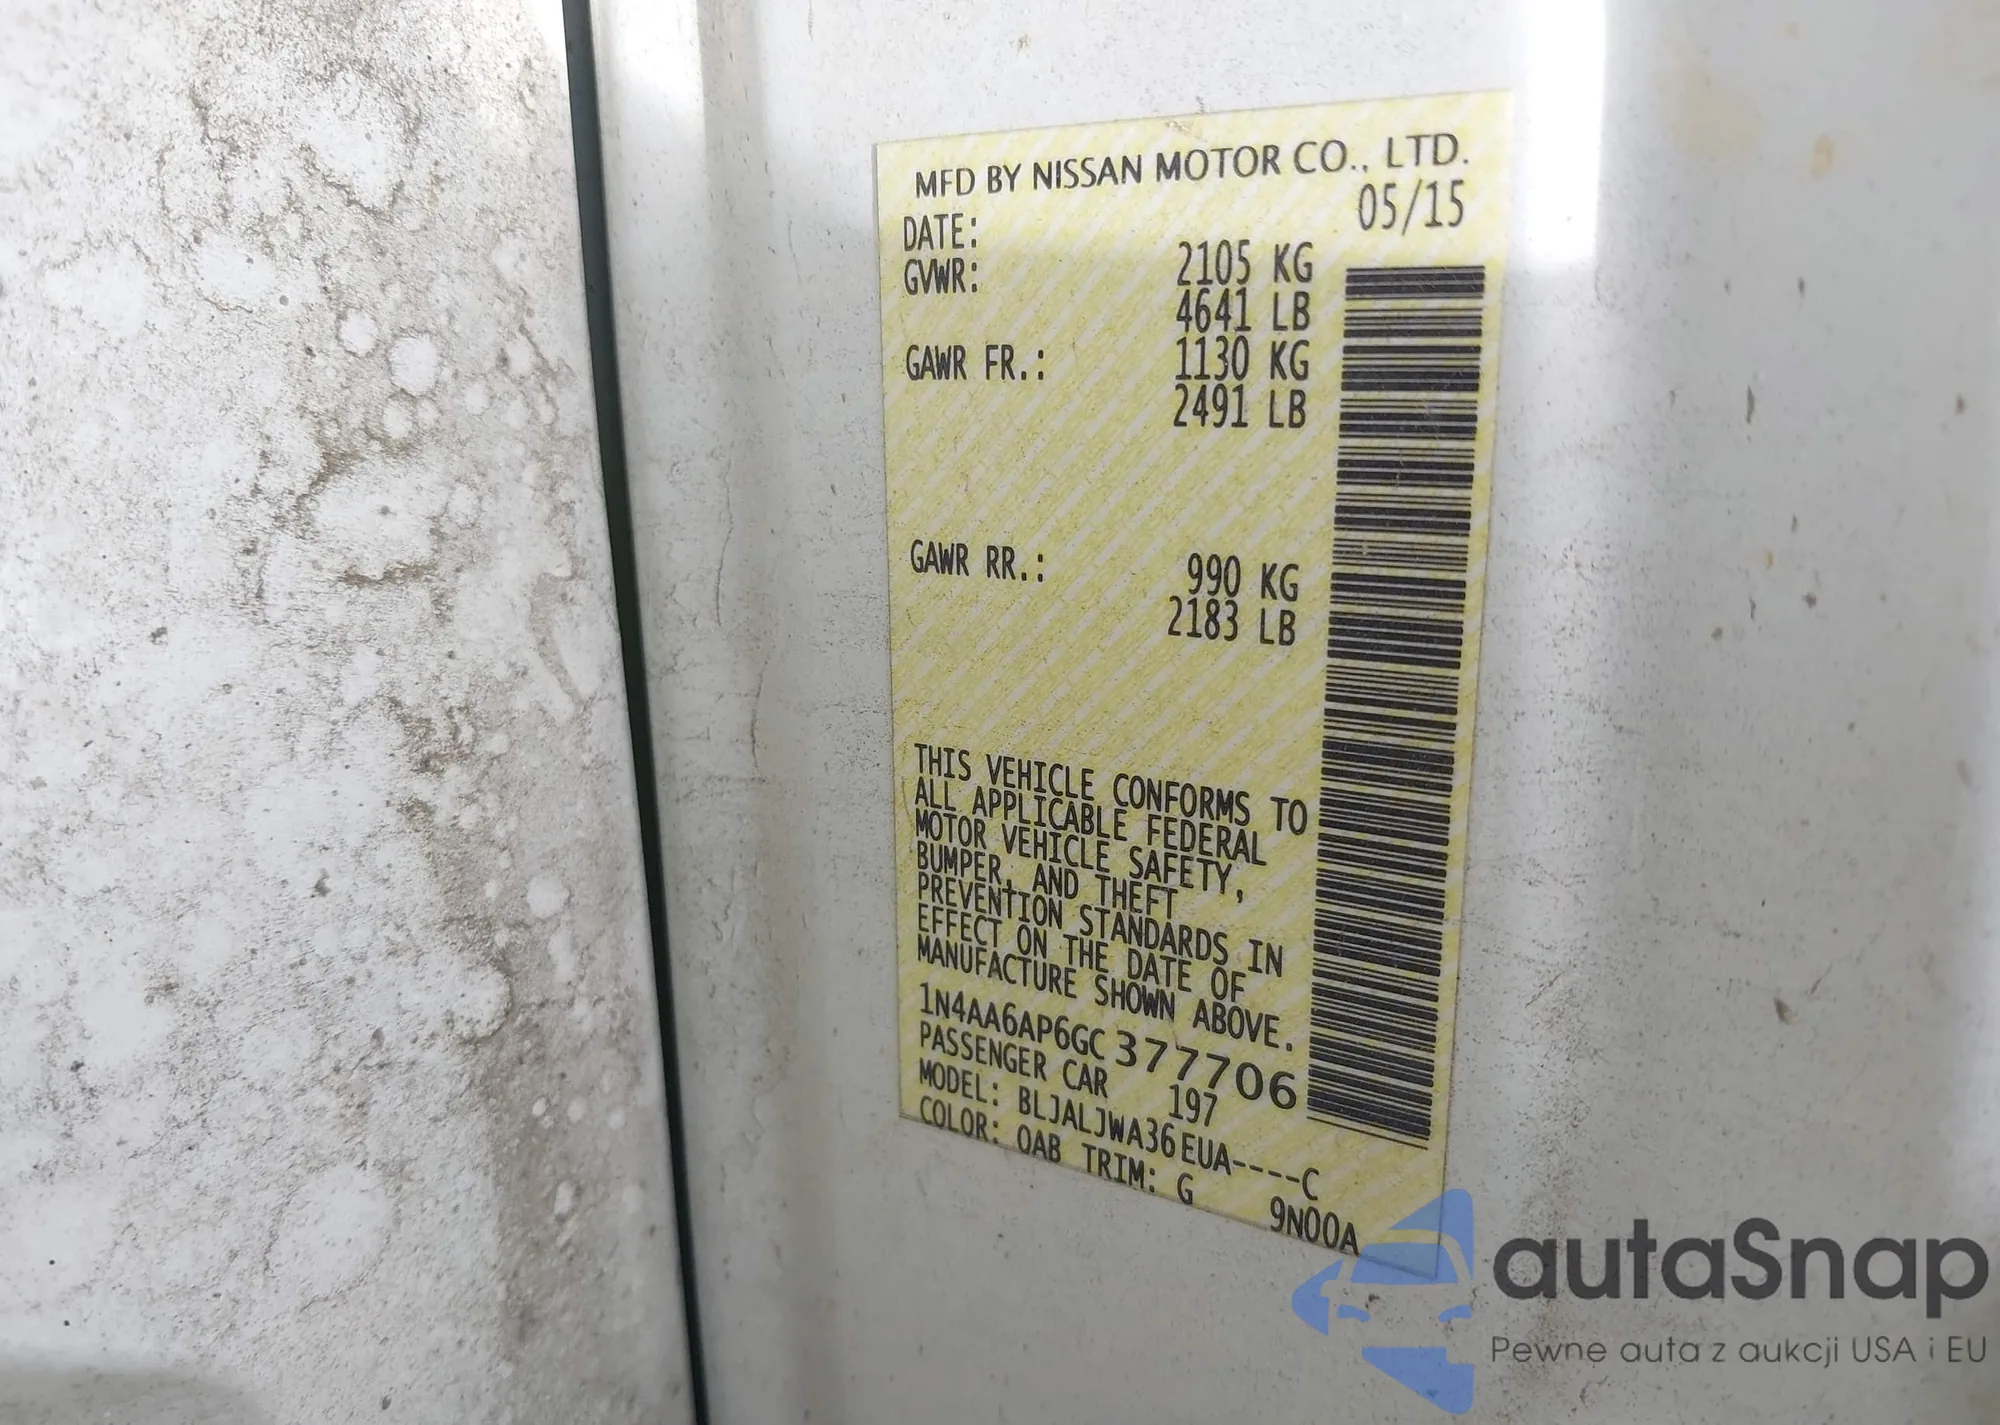 MFD BY NISSAN MOTOR CO., LTD.
DATE: 05/15
GVWR: 2105 KG
4641 LB
GAWR FR.: 1130 KG
2491 LB
GAWR RR.: 990 KG
2183 LB
THIS VEHICLE CONFORMS TO
ALL APPLICABLE FEDERAL
MOTOR VEHICLE SAFETY,
BUMPER, AND THEFT
PREVENTION STANDARDS IN
EFFECT ON THE DATE OF
MANUFACTURE SHOWN ABOVE.
1N4AA6AP6GC377706
PASSENGER CAR 197
MODEL: BLJALJWA36EUA----C
COLOR: QAB TRIM: G 9N00A
autaSnap
Pewne auta z aukcji USA i EU